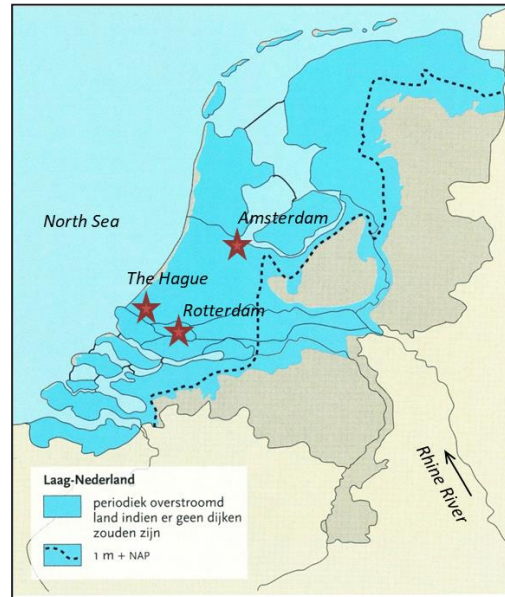 North Sea
Amsterdam
The Hague
Rotterdam
Rhine River
Laag-Nederland
periodiek overstroomd
land indien er geen dijken
zouden zijn
1 m + NAP